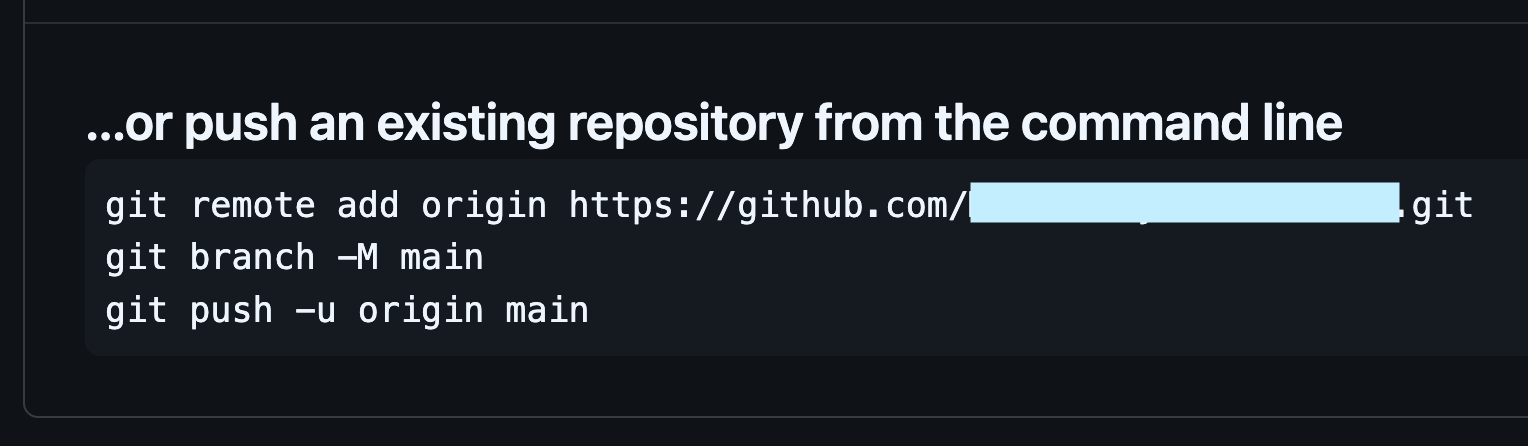 ...or push an existing repository from the command line
git remote add origin https://github.com/ .git
git branch -M main
git push -u origin main